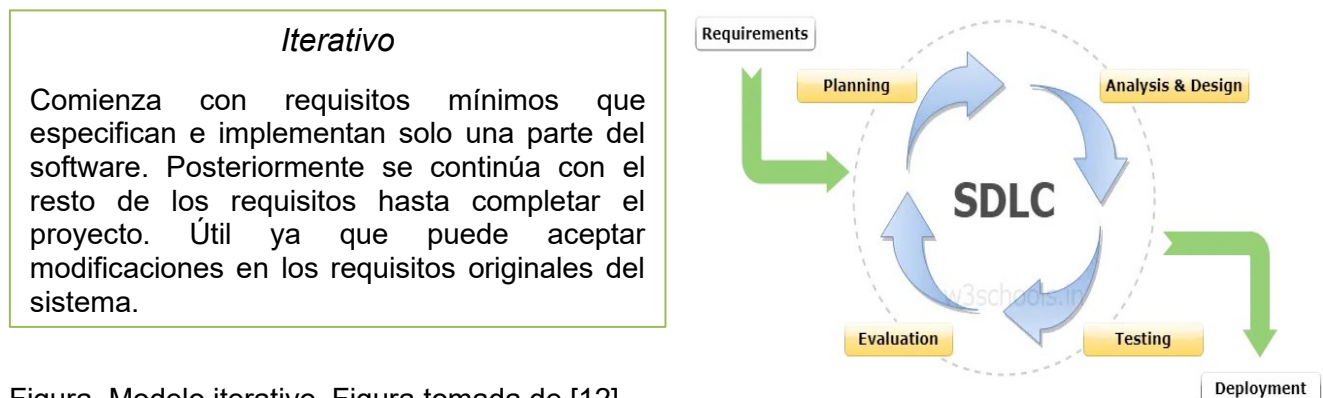 Iterativo
Comienza con requisitos mínimos que
especifican e implementan solo una parte del
software. Posteriormente se continúa con el
resto de los requisitos hasta completar el
proyecto. Útil ya que puede aceptar
modificaciones en los requisitos originales del
sistema.
Requirements
Planning
Analysis & Design
SDLC
w3schools.in
Evaluation
Testing
Deployment
Figura Modelo iterativo. Figura tomada de [12]